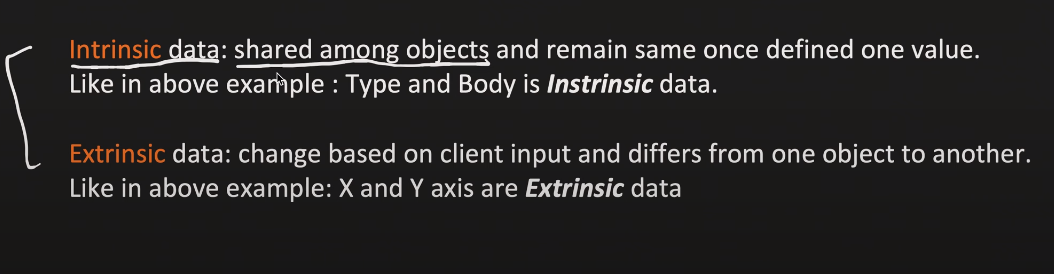 Intrinsic data: shared among objects and remain same once defined one value.
Like in above example : Type and Body is Instrinsic data.
Extrinsic data: change based on client input and differs from one object to another.
Like in above example: X and Y axis are Extrinsic data